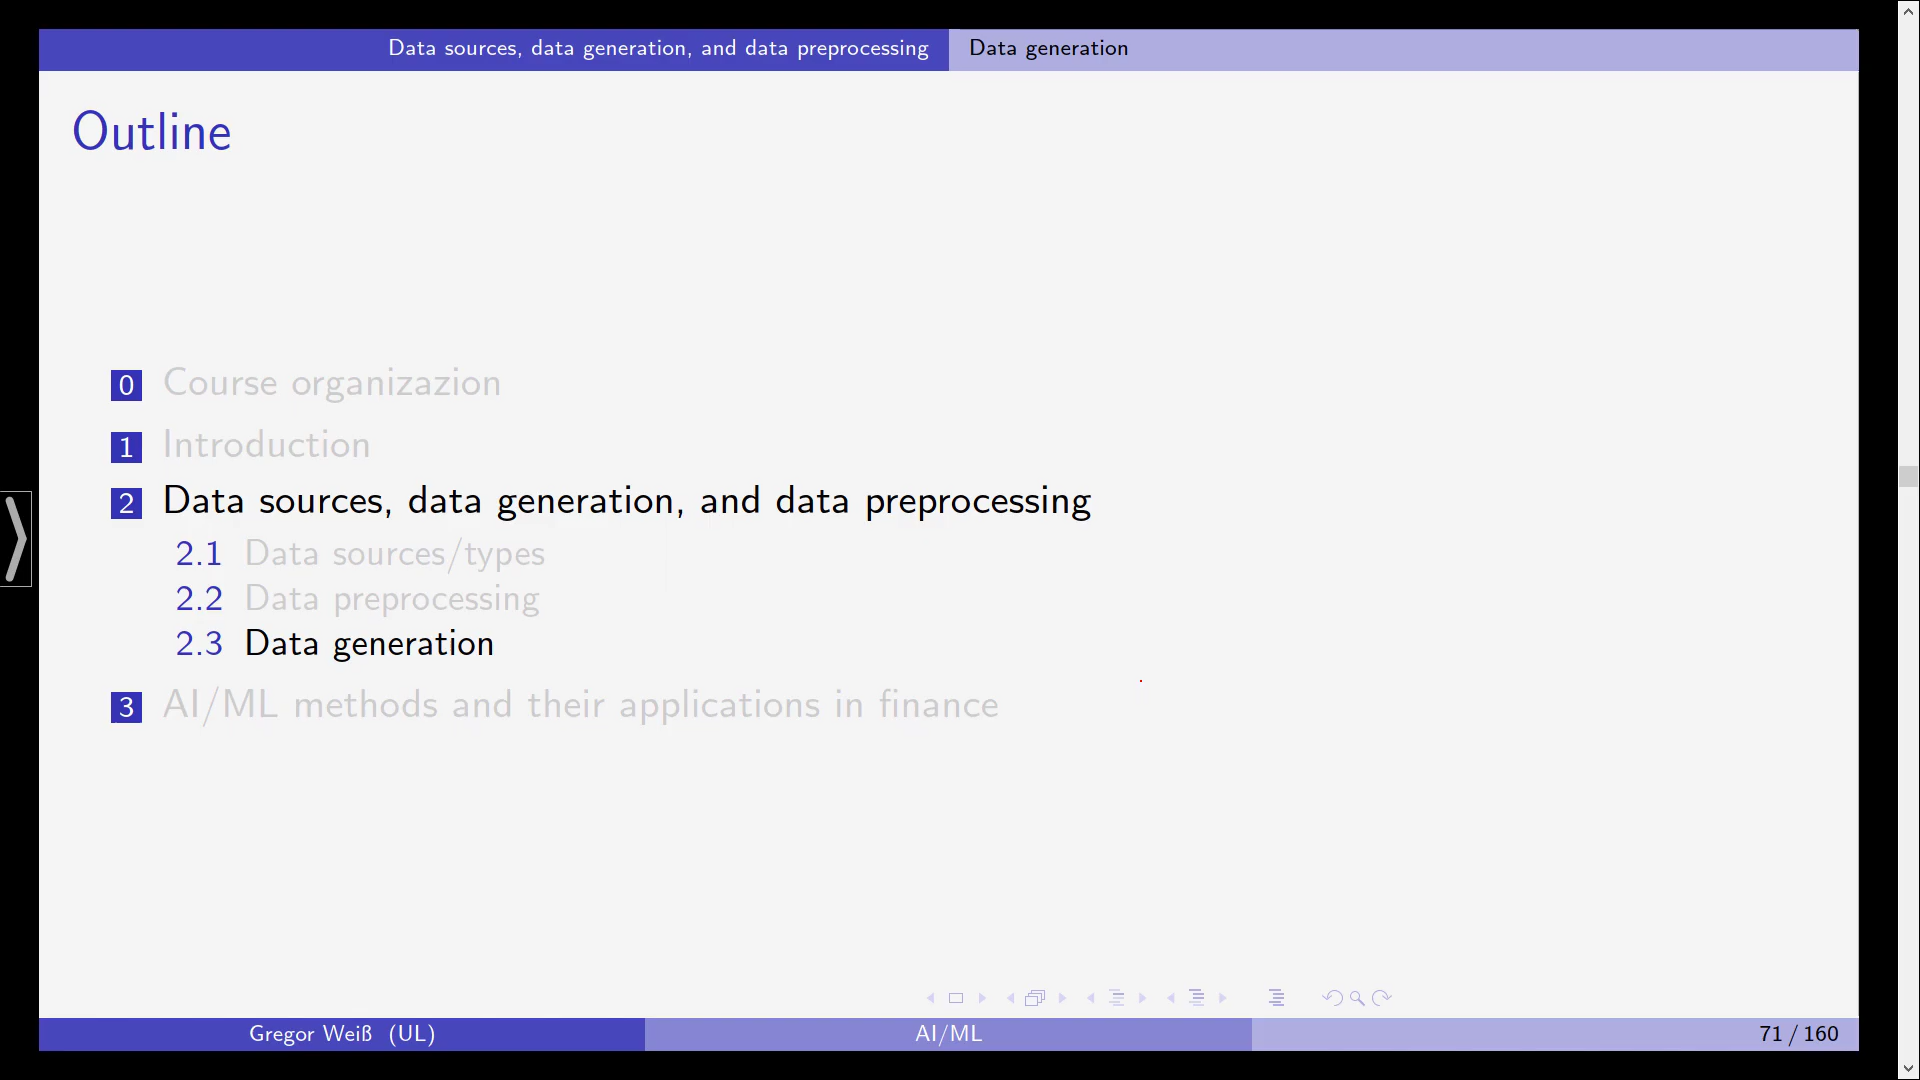 Data sources, data generation, and data preprocessing Data generation
Outline
0 Course organizazion
1 Introduction
2 Data sources, data generation, and data preprocessing
2.1 Data sources/types
2.2 Data preprocessing
2.3 Data generation
3 AI/ML methods and their applications in finance
Gregor Weiß (UL) AI/ML 71 / 160